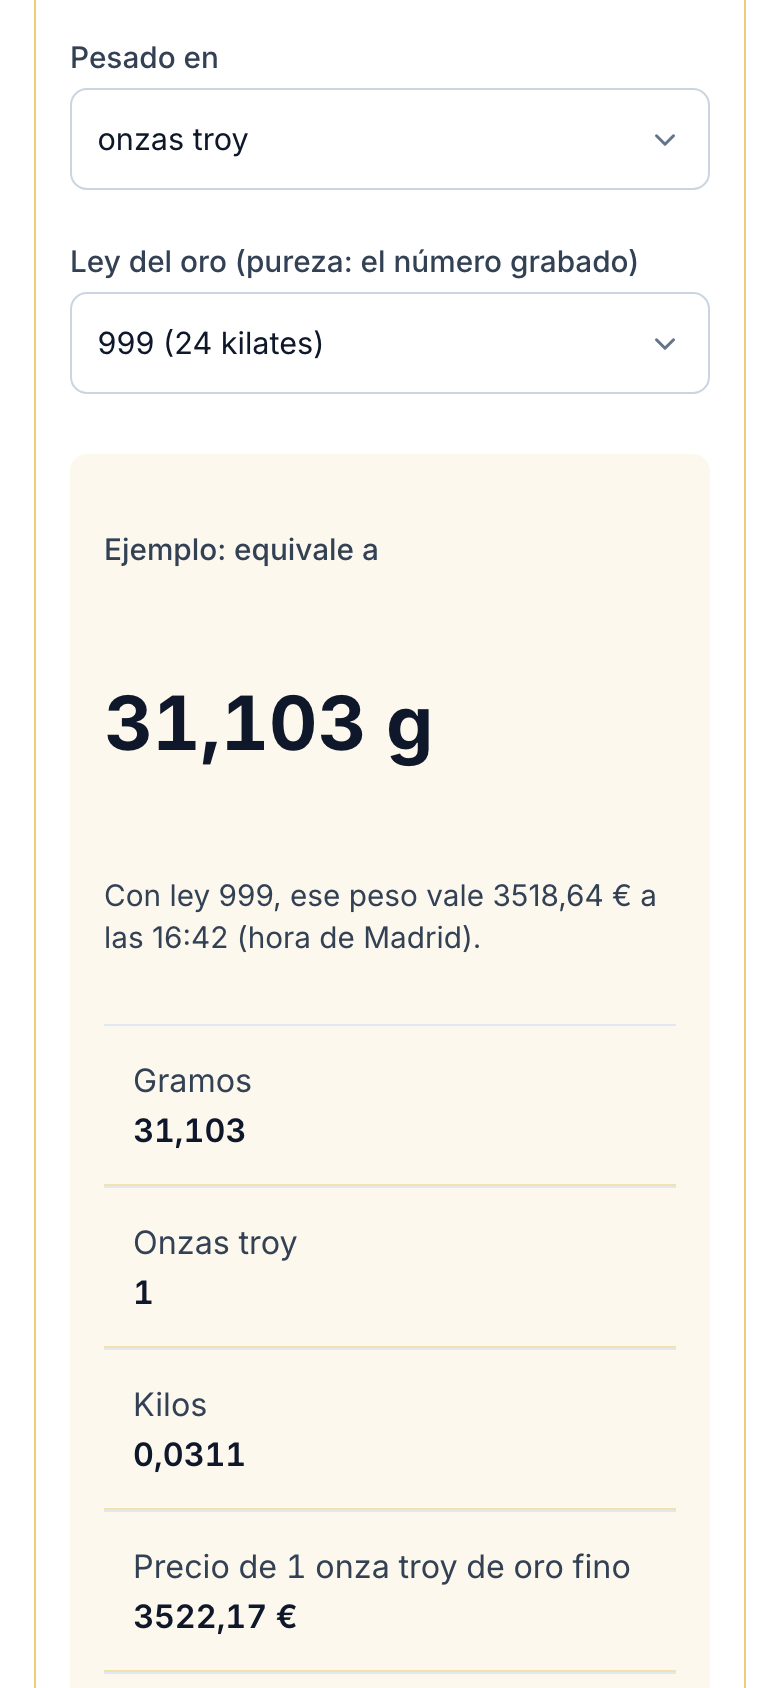 Pesado en
onzas troy
Ley del oro (pureza: el número grabado)
999 (24 kilates)
Ejemplo: equivale a
31,103 g
Con ley 999, ese peso vale 3518,64 € a
las 16:42 (hora de Madrid).
Gramos
31,103
Onzas troy
1
Kilos
0,0311
Precio de 1 onza troy de oro fino
3522,17 €